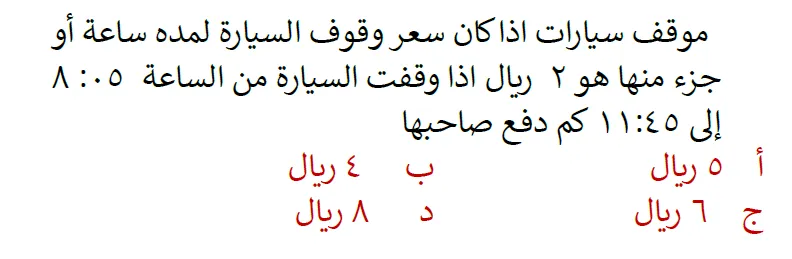 موقف سيارات اذا كان سعر وقوف السيارة لمده ساعة أو
جزء منها هو ٢ ريال اذا وقفت السيارة من الساعة ٠٥: ٨
إلى ١١:٤٥ كم دفع صاحبها
أ ٥ ريال ب ٤ ريال
ج ٦ ريال د ٨ ريال